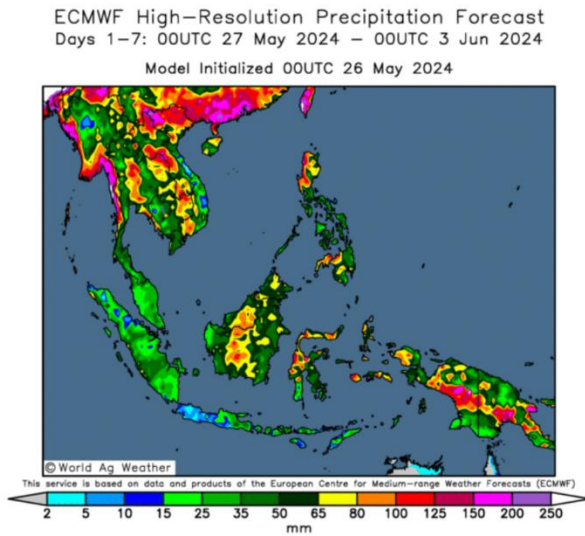 ECMWF High-Resolution Precipitation Forecast
Days 1-7: 00UTC 27 May 2024 - 00UTC 3 Jun 2024
Model Initialized 00UTC 26 May 2024
© World Ag Weather
This service is based on data and products of the European Centre for Medium-range Weather Forecasts (ECMWF)
2 5 10 15 25 35 50 65 80 100 125 150 200 250
mm